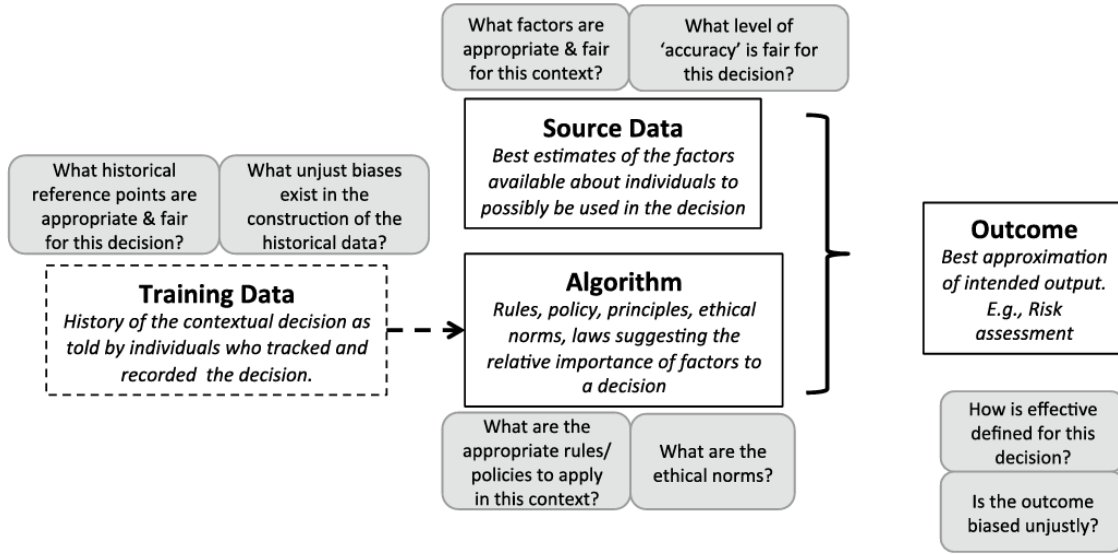 What factors are
appropriate & fair
for this context?
What level of
‘accuracy’ is fair for
this decision?
Source Data
Best estimates of the factors
available about individuals to
possibly be used in the decision
What historical
reference points are
appropriate & fair
for this decision?
What unjust biases
exist in the
construction of the
historical data?
Training Data
History of the contextual decision as
told by individuals who tracked and
recorded the decision.
Algorithm
Rules, policy, principles, ethical
norms, laws suggesting the
relative importance of factors to
a decision
What are the
appropriate rules/
policies to apply
in this context?
What are the
ethical norms?
Outcome
Best approximation
of intended output.
E.g., Risk
assessment
How is effective
defined for this
decision?
Is the outcome
biased unjustly?